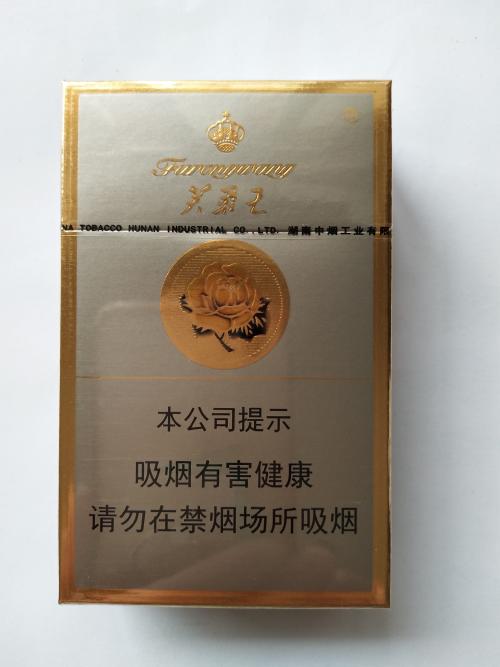 Furongwang
芙蓉王
NA TOBACCO HUNAN INDUSTRIAL CO.,LTD. 湖南中烟工业有限
本公司提示
吸烟有害健康
请勿在禁烟场所吸烟